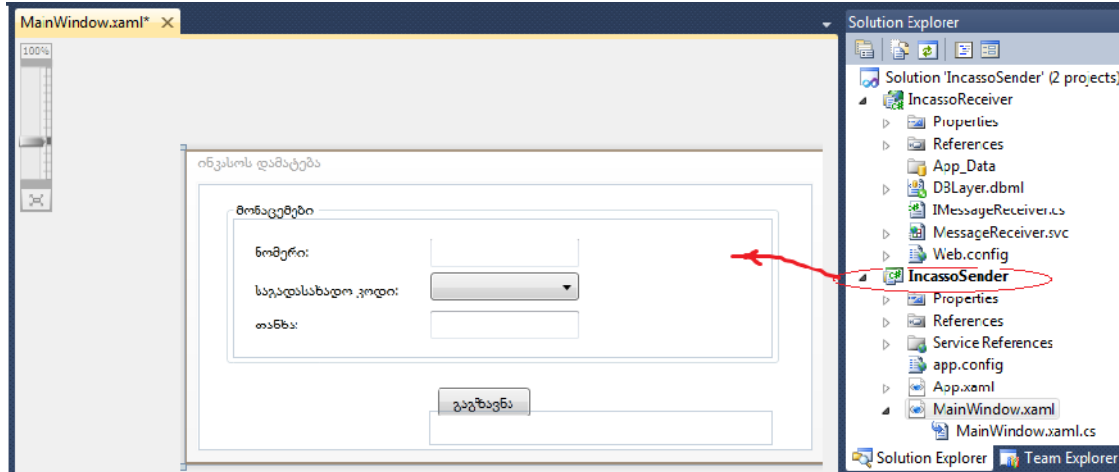 MainWindow.xaml*
100%
ინკასოს დამატება
მონაცემები
ნომერი:
საგადასახადო კოდი:
თანხა:
გაგზავნა
Solution Explorer
Solution 'IncassoSender' (2 projects)
IncassoReceiver
Properties
References
App_Data
DBLayer.dbml
IMessageReceiver.cs
MessageReceiver.svc
Web.config
IncassoSender
Properties
References
Service References
app.config
App.xaml
MainWindow.xaml
MainWindow.xaml.cs
Solution Explorer
Team Explorer